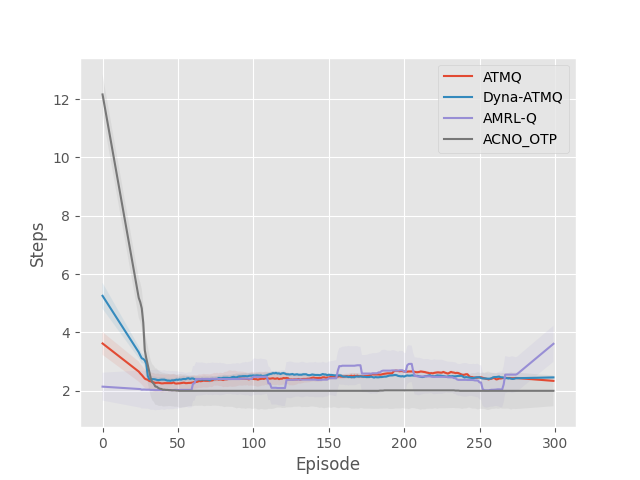 ATMQ
Dyna-ATMQ
AMRL-Q
ACNO_OTP
12
10
8
6
4
2
Steps
0
50
100
150
200
250
300
Episode